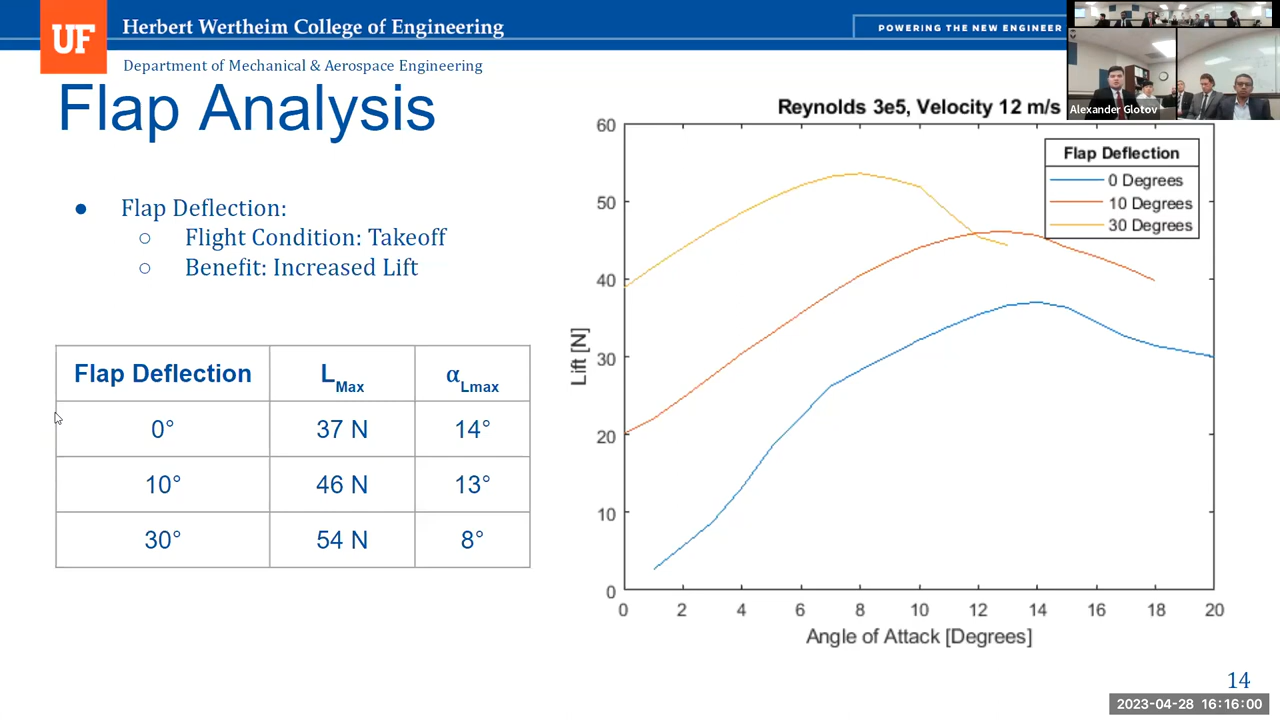 UF
Herbert Wertheim College of Engineering
POWERING THE NEW ENGINEER
Department of Mechanical & Aerospace Engineering
Alexander Glotov
Flap Analysis
● Flap Deflection:
○ Flight Condition: Takeoff
○ Benefit: Increased Lift
Flap Deflection LMax αLmax
0° 37 N 14°
10° 46 N 13°
30° 54 N 8°
Reynolds 3e5, Velocity 12 m/s
Flap Deflection
0 Degrees
10 Degrees
30 Degrees
60
50
40
30
20
10
0
Lift [N]
0 2 4 6 8 10 12 14 16 18 20
Angle of Attack [Degrees]
14
2023-04-28 16:16:00